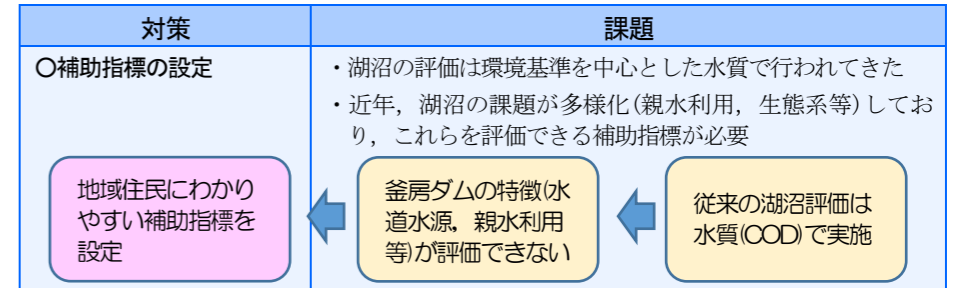 対策
課題
〇補助指標の設定
・湖沼の評価は環境基準を中心とした水質で行われてきた
・近年，湖沼の課題が多様化(親水利用，生態系等)してお
り，これらを評価できる補助指標が必要
地域住民にわかり
やすい補助指標を
設定
釜房ダムの特徴(水
道水源，親水利用
等)が評価できない
従来の湖沼評価は
水質(COD)で実施